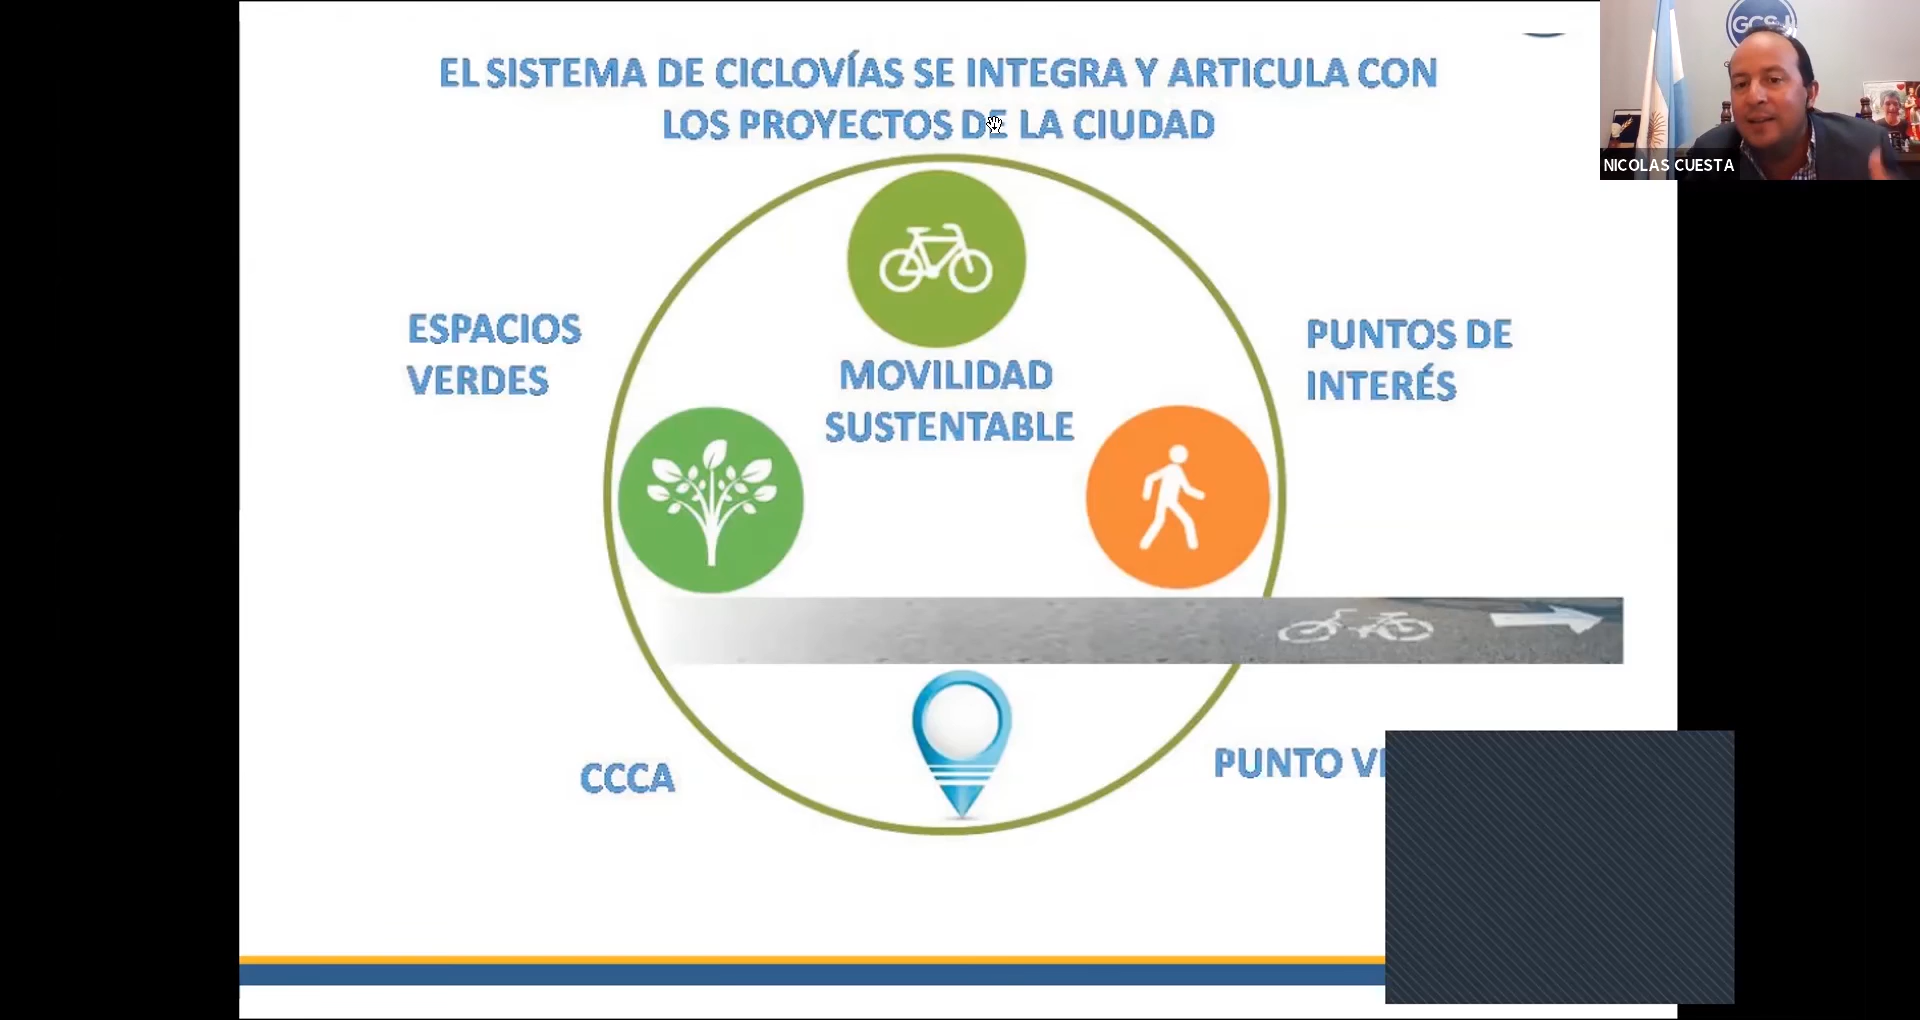 EL SISTEMA DE CICLOVÍAS SE INTEGRA Y ARTICULA CON
LOS PROYECTOS DE LA CIUDAD
GCSJ
NICOLAS CUESTA
ESPACIOS
VERDES
MOVILIDAD
SUSTENTABLE
PUNTOS DE
INTERÉS
CCCA
PUNTO